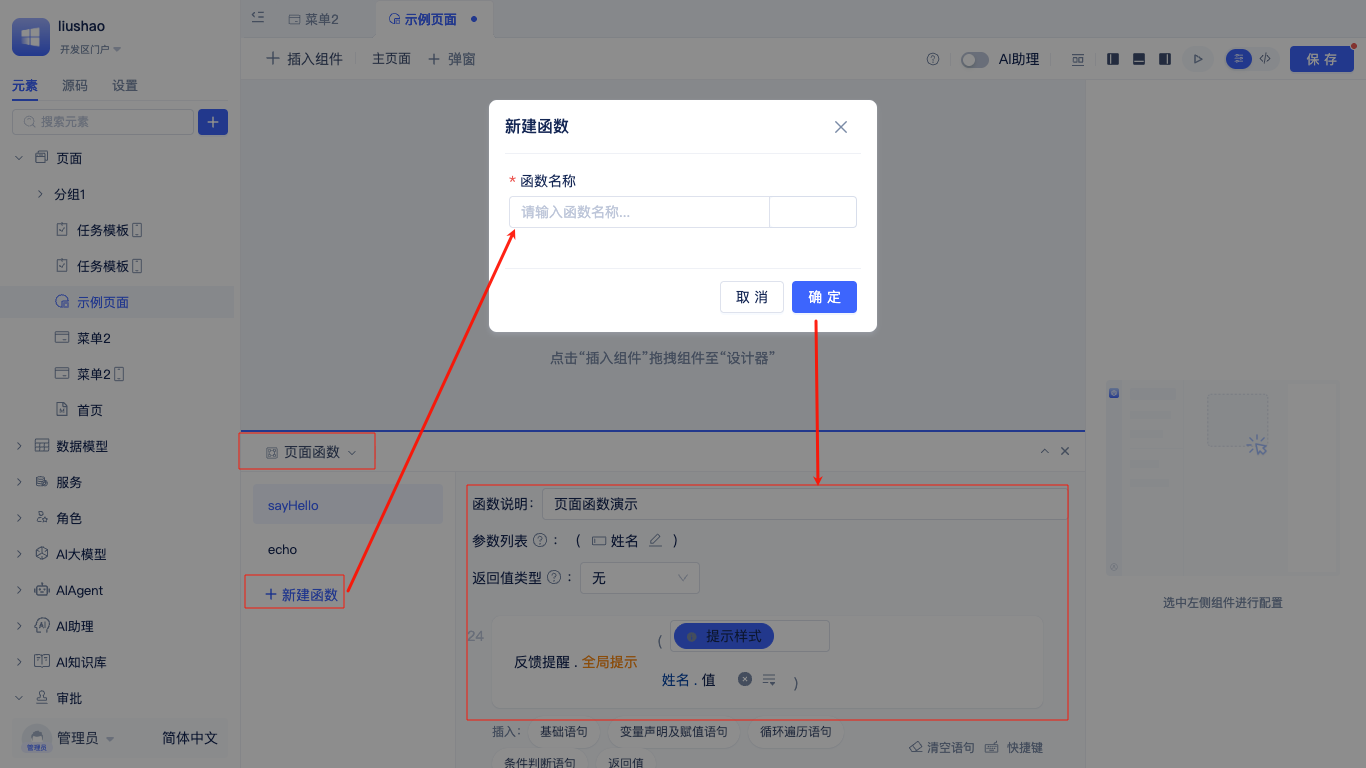 liushao
开发区门户
元素
源码
设置
搜索元素
页面
分组1
任务模板
任务模板
示例页面
菜单2
菜单2
首页
数据模型
服务
角色
AI大模型
AIAgent
AI助理
AI知识库
审批
管理员
管理员
简体中文
菜单2
示例页面
插入组件
主页面
弹窗
AI助理
保存
新建函数
* 函数名称
请输入函数名称...
取消
确定
点击“插入组件”拖拽组件至“设计器”
页面函数
sayHello
echo
新建函数
函数说明： 页面函数演示
参数列表 ： ( 姓名 )
返回值类型 ： 无
24
( 提示样式
反馈提醒 . 全局提示
姓名 . 值 )
插入： 基础语句 变量声明及赋值语句 循环遍历语句
条件判断语句 返回值
清空语句 快捷键
选中左侧组件进行配置